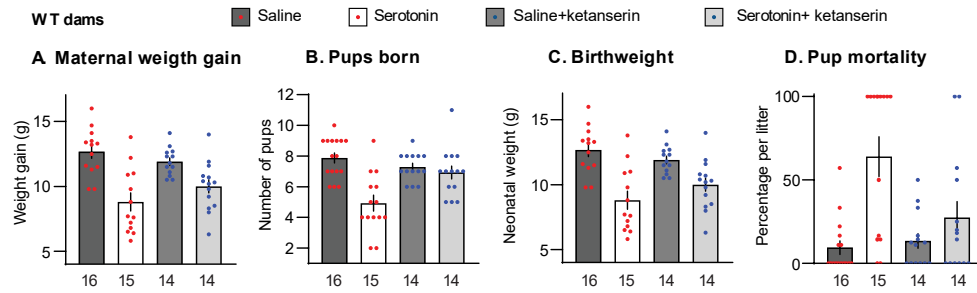 WT dams
Saline
Serotonin
Saline+ketanserin
Serotonin+ ketanserin
A. Maternal weigth gain
B. Pups born
C. Birthweight
D. Pup mortality
Weight gain (g)
15
10
5
16 15 14 14
Number of pups
12
10
8
6
4
2
16 15 14 14
Neonatal weight (g)
15
10
5
16 15 14 14
Percentage per litter
100
50
0
16 15 14 14